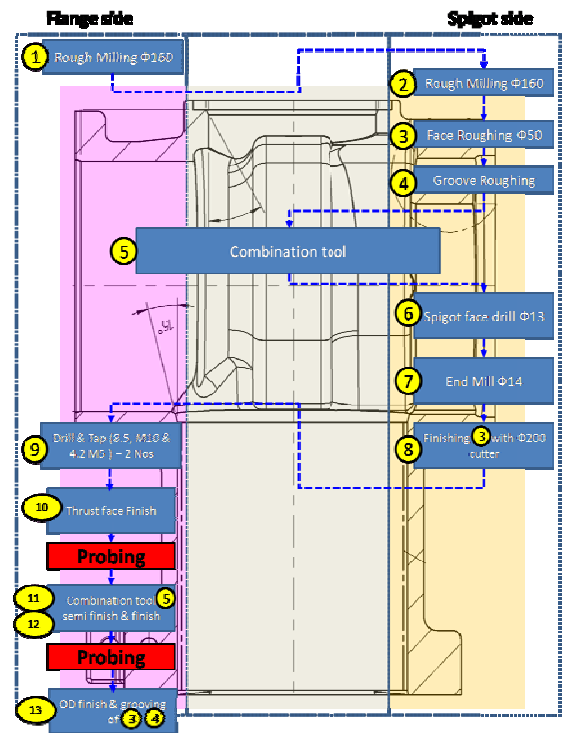 Flange side
Spigot side
1 Rough Milling Φ160
2 Rough Milling Φ160
3 Face Roughing Φ50
4 Groove Roughing
5 Combination tool
6 Spigot face drill Φ13
15°
7 End Mill Φ14
9 Drill & Tap (8.5, M10 &
4.2 M5 ) – 2 Nos
8 Finishing 3 with Φ200
cutter
10 Thrust face Finish
Probing
11 Combination tool 5
12 semi finish & finish
Probing
13 OD finish & grooving
of 3 4